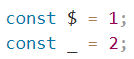 const $ = 1;
const _ = 2;